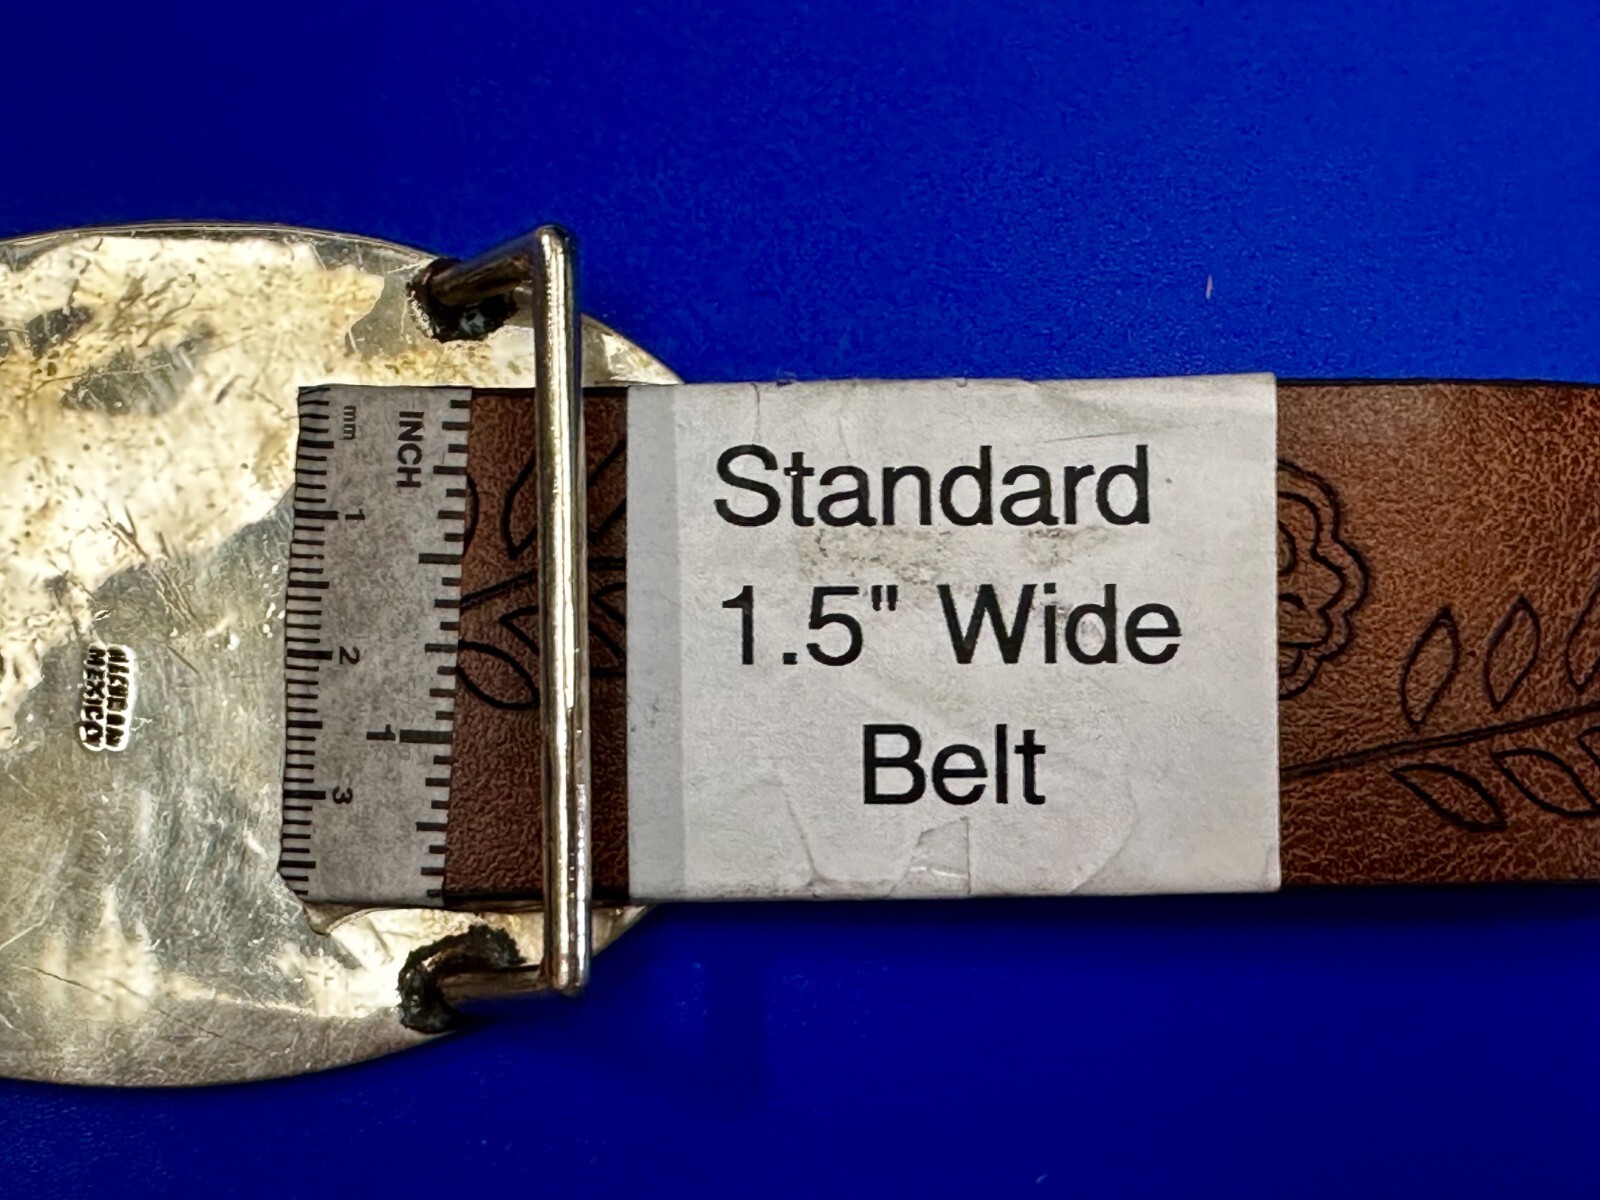 Standard
1.5" Wide
Belt
INCH
mm
1
2
3
1
MEXICO